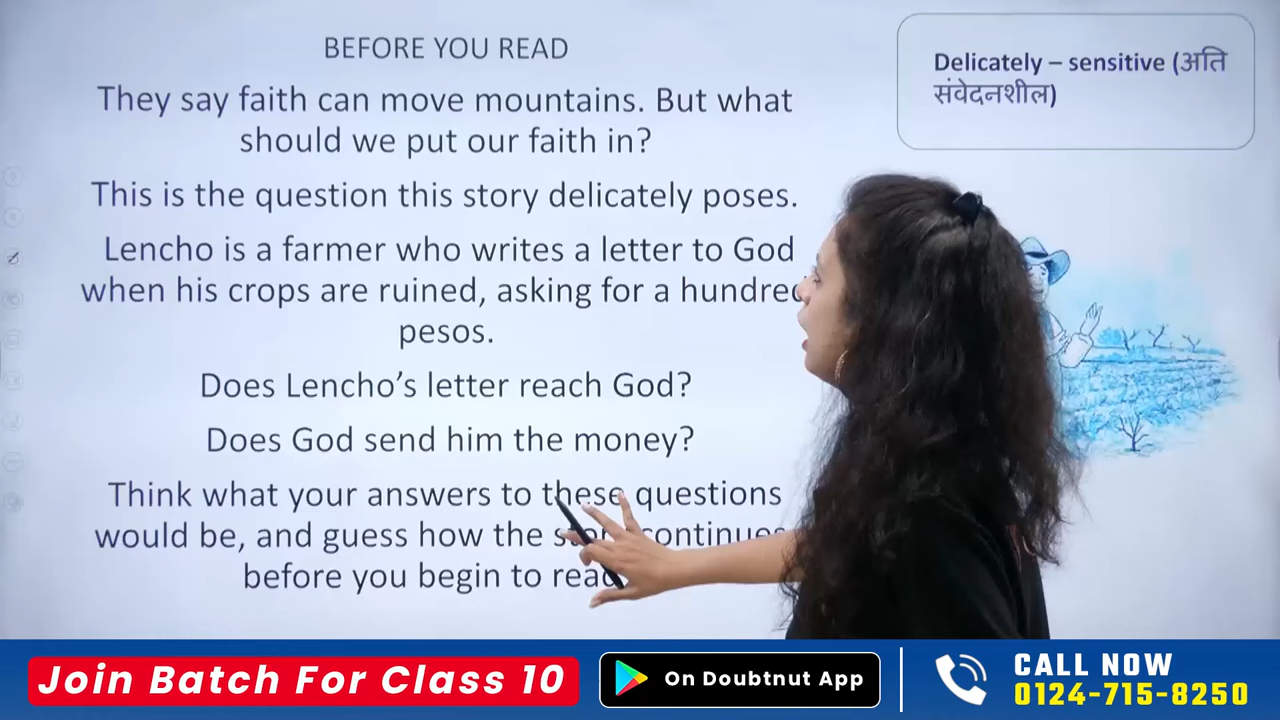 BEFORE YOU READ
They say faith can move mountains. But what
should we put our faith in?
This is the question this story delicately poses.
Lencho is a farmer who writes a letter to God
when his crops are ruined, asking for a hundred
pesos.
Does Lencho’s letter reach God?
Does God send him the money?
Think what your answers to these questions
would be, and guess how the story continues
before you begin to read
Delicately – sensitive (अति
संवेदनशील)
Join Batch For Class 10
On Doubtnut App
CALL NOW
0124-715-8250